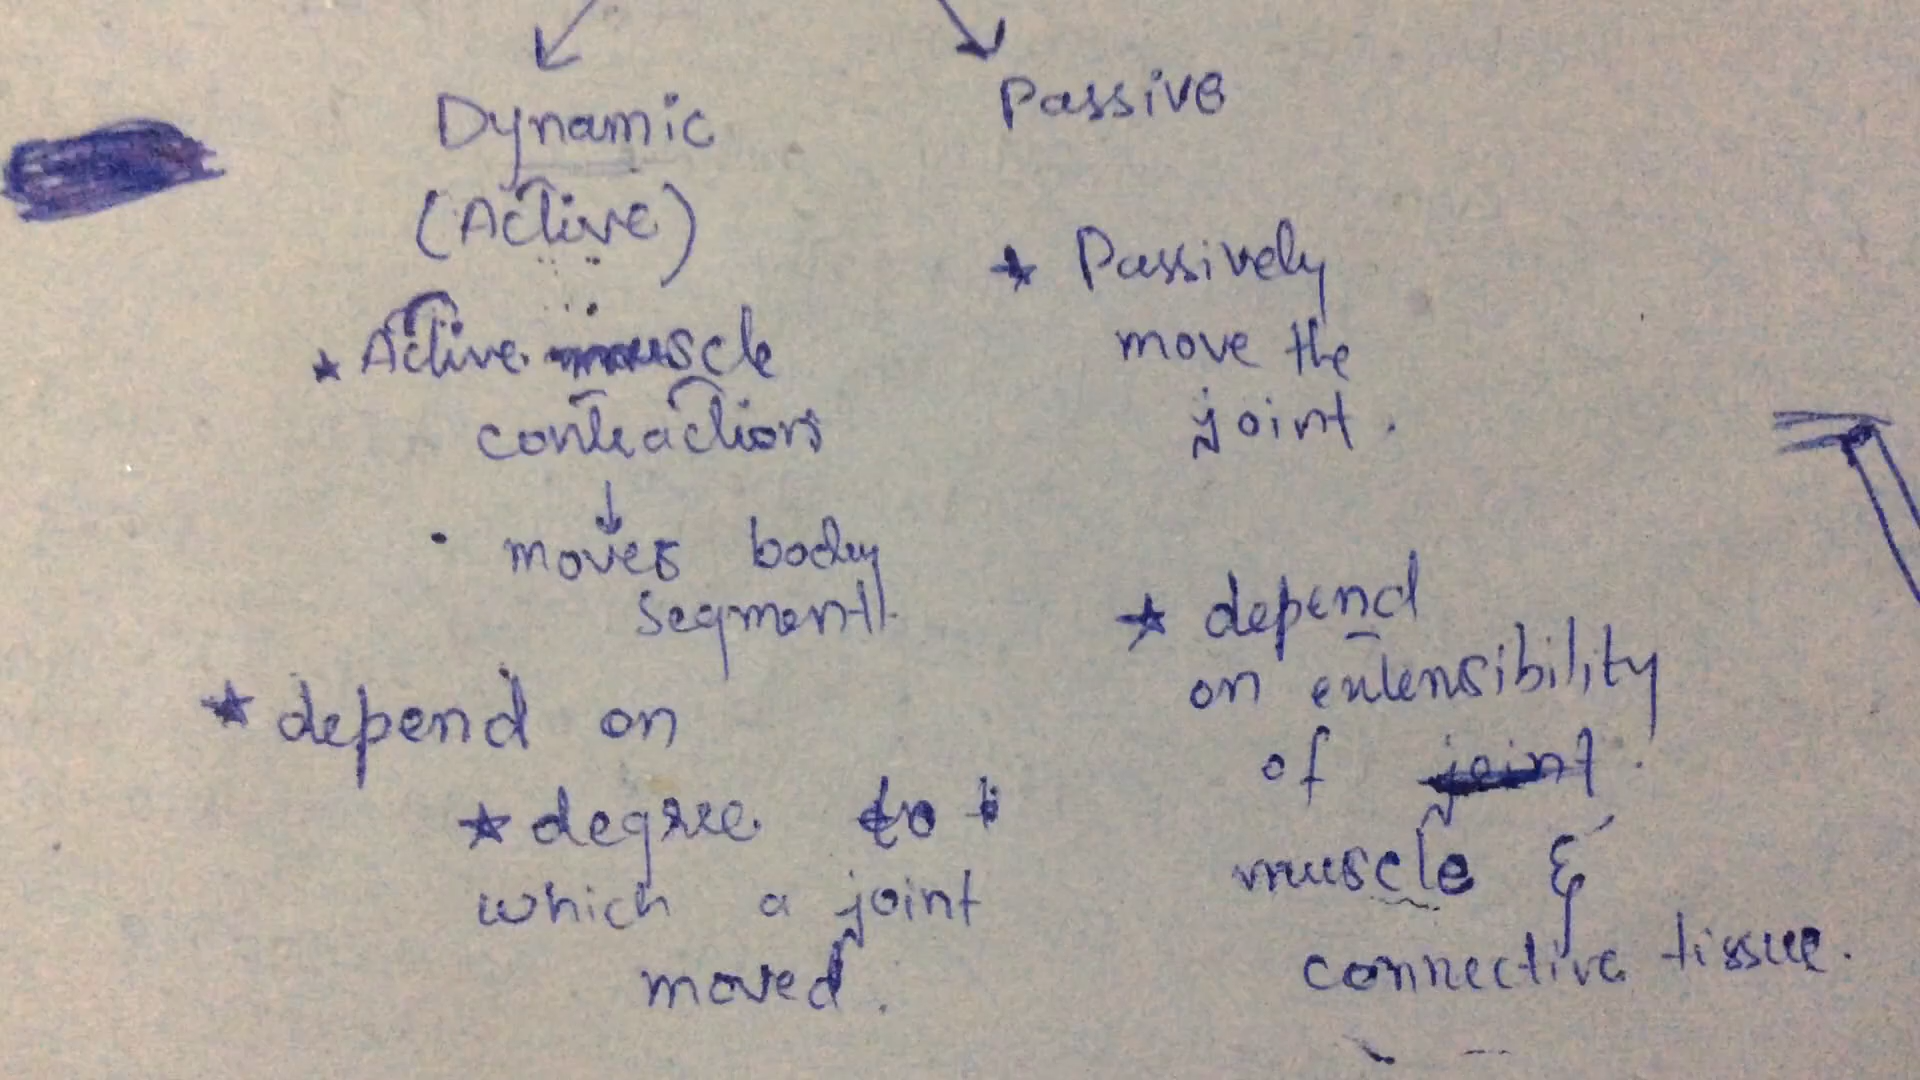 Dynamic
(Active)
★ Active muscle
contractions
moves body
segment.
★ depend on
★ degree to
which a joint
moved.
Passive
★ Passively
move the
joint.
★ depend
on extensibility
of joint.
muscle &
connective tissue.